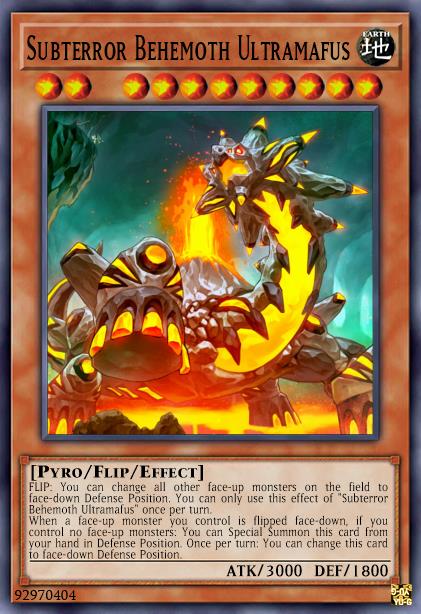 SUBTERROR BEHEMOTH ULTRAMAFUS
EARTH
地
[PYRO/FLIP/EFFECT]
FLIP: You can change all other face-up monsters on the field to
face-down Defense Position. You can only use this effect of "Subterror
Behemoth Ultramafus" once per turn.
When a face-up monster you control is flipped face-down, if you
control no face-up monsters: You can Special Summon this card from
your hand in Defense Position. Once per turn: You can change this card
to face-down Defense Position.
ATK/3000 DEF/1800
92970404